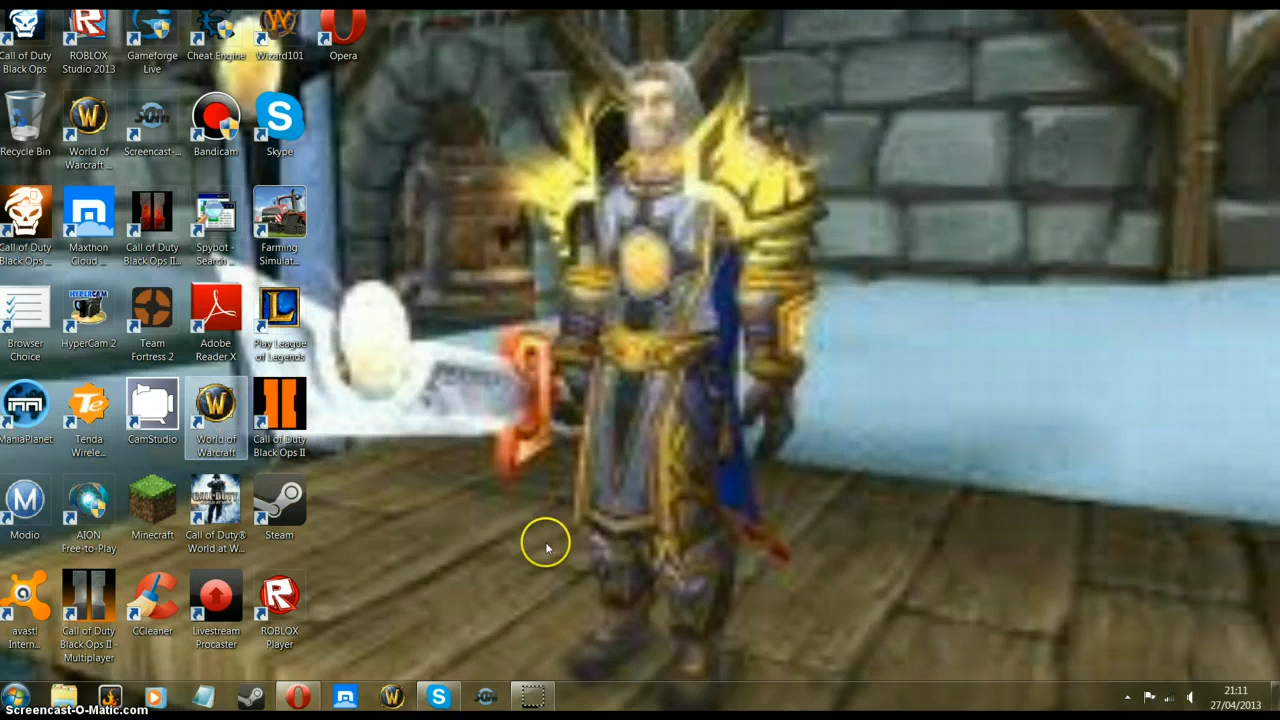 Call of Duty
Black Ops
ROBLOX
Studio 2013
Gameforge
Live
Cheat Engine
Wizard101
Opera
Recycle Bin
World of
Warcraft ...
Screencast-...
Bandicam
Skype
Call of Duty
Black Ops ...
Maxthon
Cloud ...
Call of Duty
Black Ops II...
Spybot -
Search ...
Farming
Simulat...
Browser
Choice
HYPERCAM
HyperCam 2
Team
Fortress 2
Adobe
Reader X
Play League
of Legends
ManiaPlanet
Tenda
Wirele...
CamStudio
World of
Warcraft
Call of Duty
Black Ops II
Modio
AION
Free-to-Play
Minecraft
Call of Duty®
World at W...
Steam
avast!
Intern...
Call of Duty
Black Ops II -
Multiplayer
CCleaner
Livestream
Procaster
ROBLOX
Player
21:11
27/04/2013
Screencast-O-Matic.com